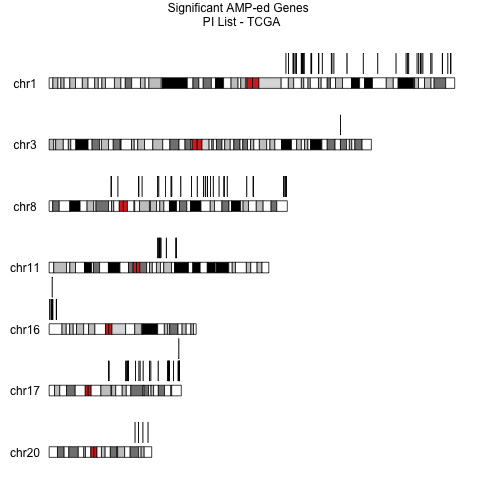 Significant AMP-ed Genes
PI List - TCGA
chr1
chr3
chr8
chr11
chr16
chr17
chr20